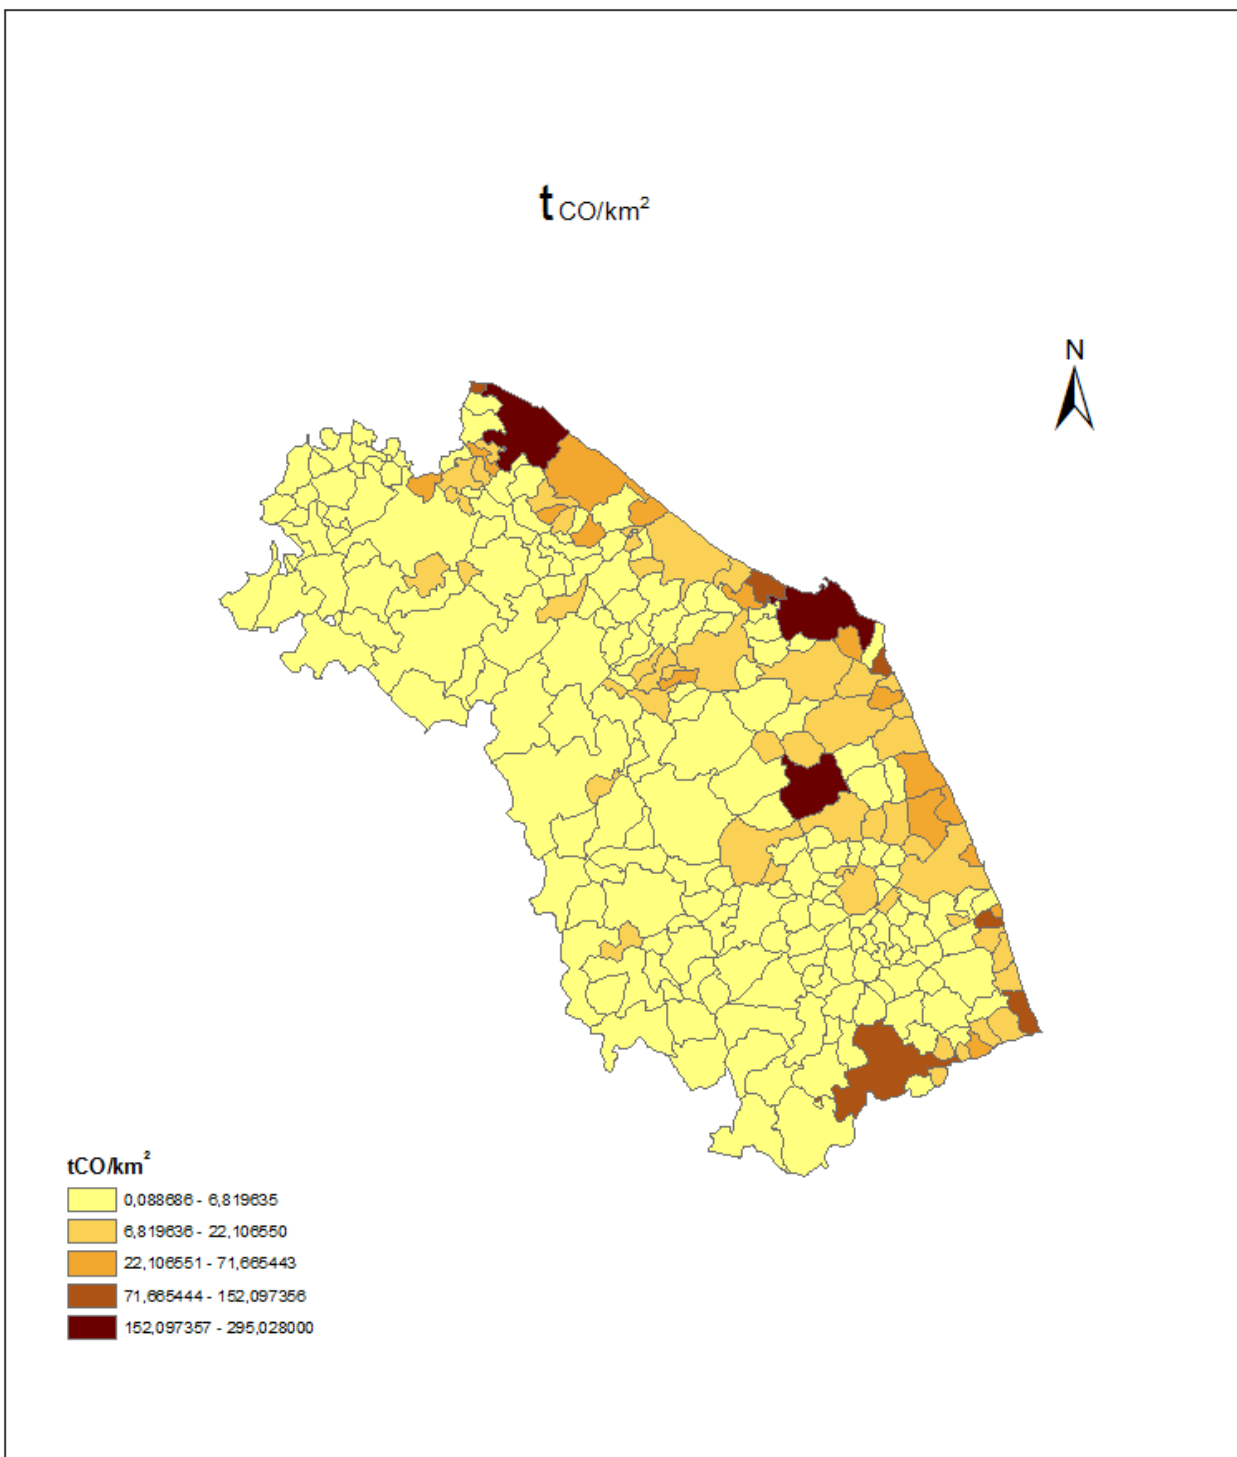 t CO/km²
N
tCO/km²
0,088686 - 6,819635
6,819636 - 22,106550
22,106551 - 71,665443
71,665444 - 152,097356
152,097357 - 295,028000